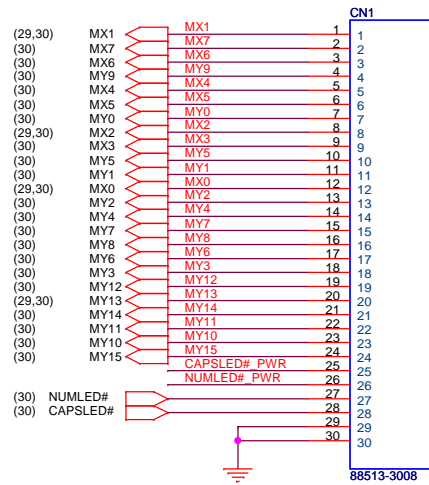 CN1
(29,30) MX1 MX1 1 1
(30) MX7 MX7 2 2
(30) MX6 MX6 3 3
(30) MY9 MY9 4 4
(30) MX4 MX4 5 5
(30) MX5 MX5 6 6
(30) MY0 MY0 7 7
(29,30) MX2 MX2 8 8
(30) MX3 MX3 9 9
(30) MY5 MY5 10 10
(30) MY1 MY1 11 11
(29,30) MX0 MX0 12 12
(30) MY2 MY2 13 13
(30) MY4 MY4 14 14
(30) MY7 MY7 15 15
(30) MY8 MY8 16 16
(30) MY6 MY6 17 17
(30) MY3 MY3 18 18
(30) MY12 MY12 19 19
(29,30) MY13 MY13 20 20
(30) MY14 MY14 21 21
(30) MY11 MY11 22 22
(30) MY10 MY10 23 23
(30) MY15 MY15 24 24
CAPSLED#_PWR 25 25
NUMLED#_PWR 26 26
(30) NUMLED# 27 27
(30) CAPSLED# 28 28
29 29
30 30
88513-3008